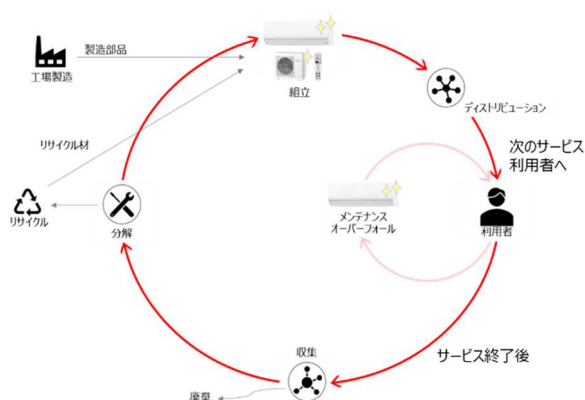 製造部品
工場製造
組立
ディストリビューション
リサイクル材
次のサービス
利用者へ
リサイクル
分解
メンテナンス
オーバーフォール
利用者
収集
サービス終了後
廃棄